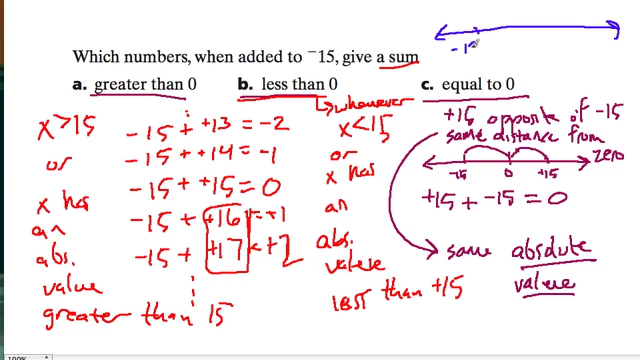 Which numbers, when added to ⁻15, give a sum
a. greater than 0 b. less than 0 c. equal to 0
-15
x>15
or
x has
an
abs.
value
greater than 15
-15 + +13 = -2
-15 + +14 = -1
-15 + +15 = 0
-15 + +16 = +1
-15 + +17 = +2
whenever
x<15
or
x has
an
abs.
value
less than +15
+15 opposite of -15
same distance from
zero
-15 0 +15
+15 + -15 = 0
same absolute
value
100%